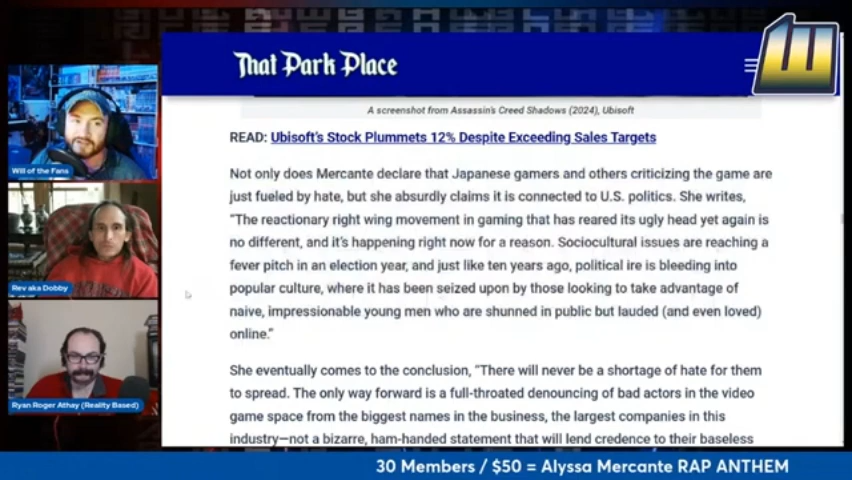 That Park Place
A screenshot from Assassin's Creed Shadows (2024), Ubisoft
READ: Ubisoft's Stock Plummets 12% Despite Exceeding Sales Targets
Not only does Mercante declare that Japanese gamers and others criticizing the game are
just fueled by hate, but she absurdly claims it is connected to U.S. politics. She writes,
“The reactionary right wing movement in gaming that has reared its ugly head yet again is
no different, and it's happening right now for a reason. Sociocultural issues are reaching a
fever pitch in an election year, and just like ten years ago, political ire is bleeding into
popular culture, where it has been seized upon by those looking to take advantage of
naive, impressionable young men who are shunned in public but lauded (and even loved)
online.”
She eventually comes to the conclusion, “There will never be a shortage of hate for them
to spread. The only way forward is a full-throated denouncing of bad actors in the video
game space from the biggest names in the business, the largest companies in this
industry—not a bizarre, ham-handed statement that will lend credence to their baseless
Will of the Fans
Rev aka Dobby
Ryan Roger Athay (Reality Based)
30 Members / $50 = Alyssa Mercante RAP ANTHEM